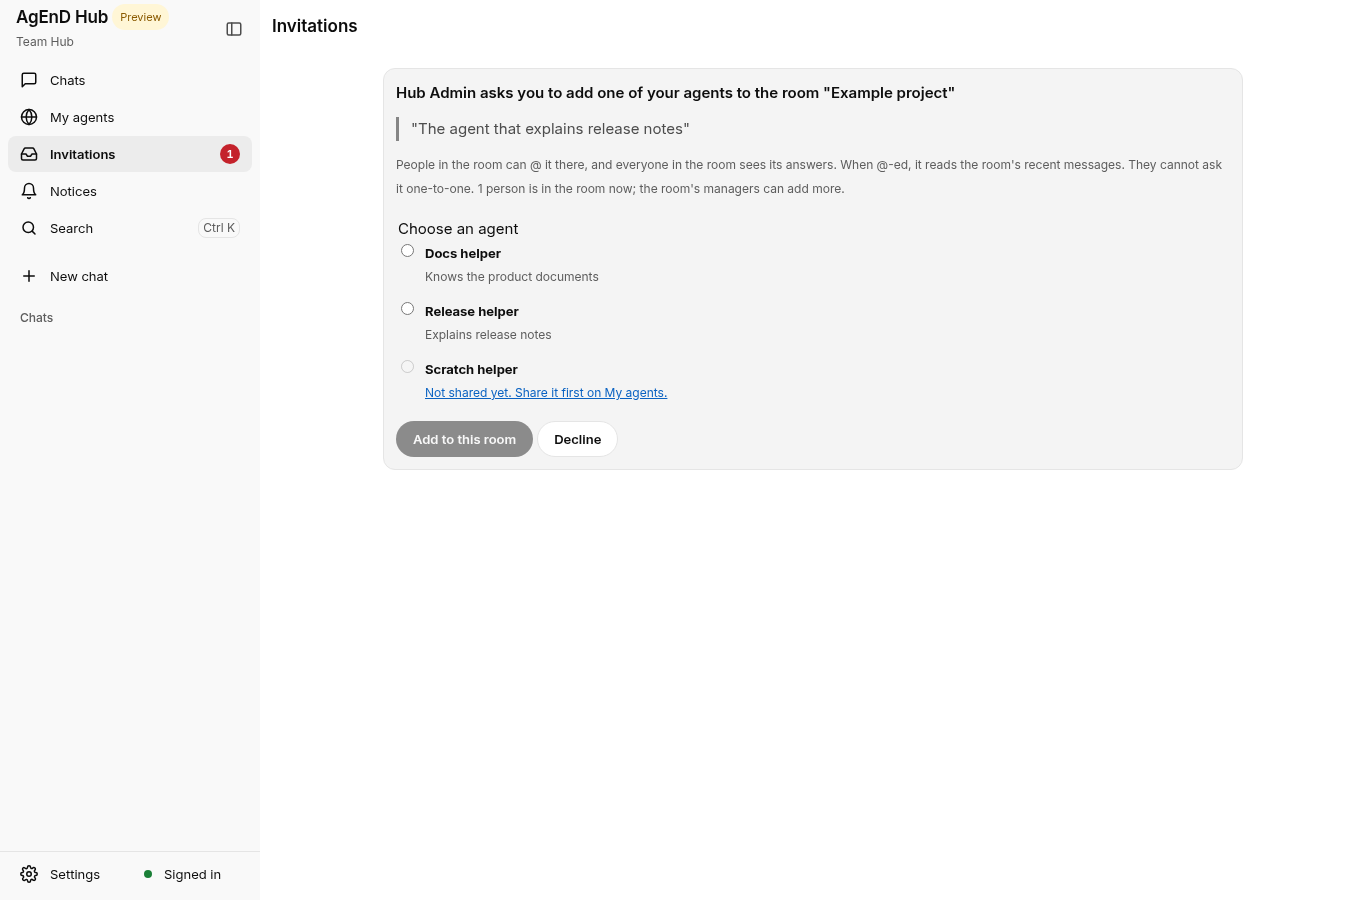 AgEnD Hub
Preview
Team Hub
Chats
My agents
Invitations
1
Notices
Search
Ctrl K
New chat
Chats
Settings
Signed in
Invitations
Hub Admin asks you to add one of your agents to the room "Example project"
"The agent that explains release notes"
People in the room can @ it there, and everyone in the room sees its answers. When @-ed, it reads the room's recent messages. They cannot ask
it one-to-one. 1 person is in the room now; the room's managers can add more.
Choose an agent
Docs helper
Knows the product documents
Release helper
Explains release notes
Scratch helper
Not shared yet. Share it first on My agents.
Add to this room
Decline